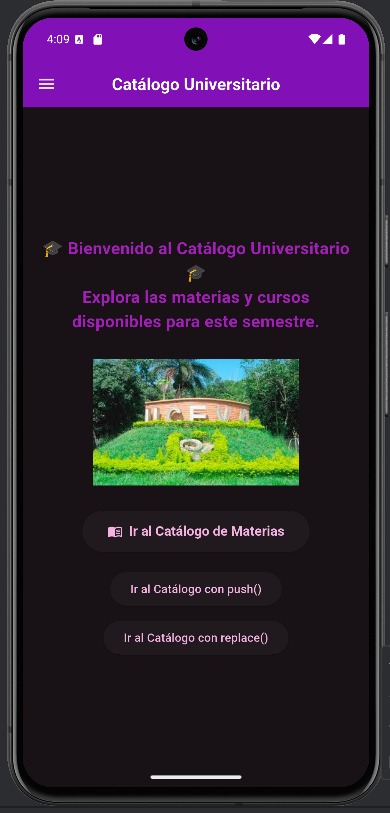 4:09
Catálogo Universitario
🎓 Bienvenido al Catálogo Universitario
🎓
Explora las materias y cursos
disponibles para este semestre.
UCEVA
Ir al Catálogo de Materias
Ir al Catálogo con push()
Ir al Catálogo con replace()